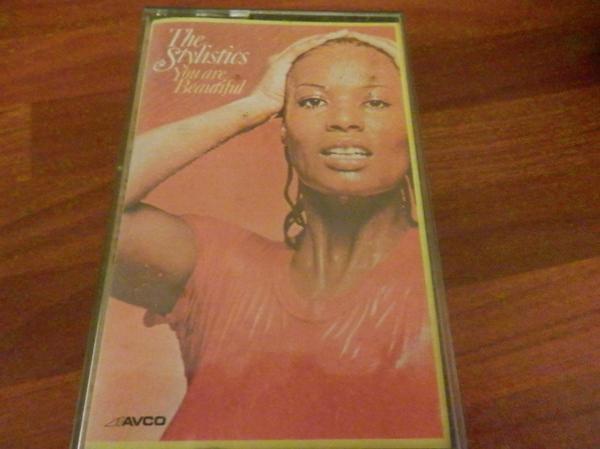 The
Stylistics
You are
Beautiful
AVCO